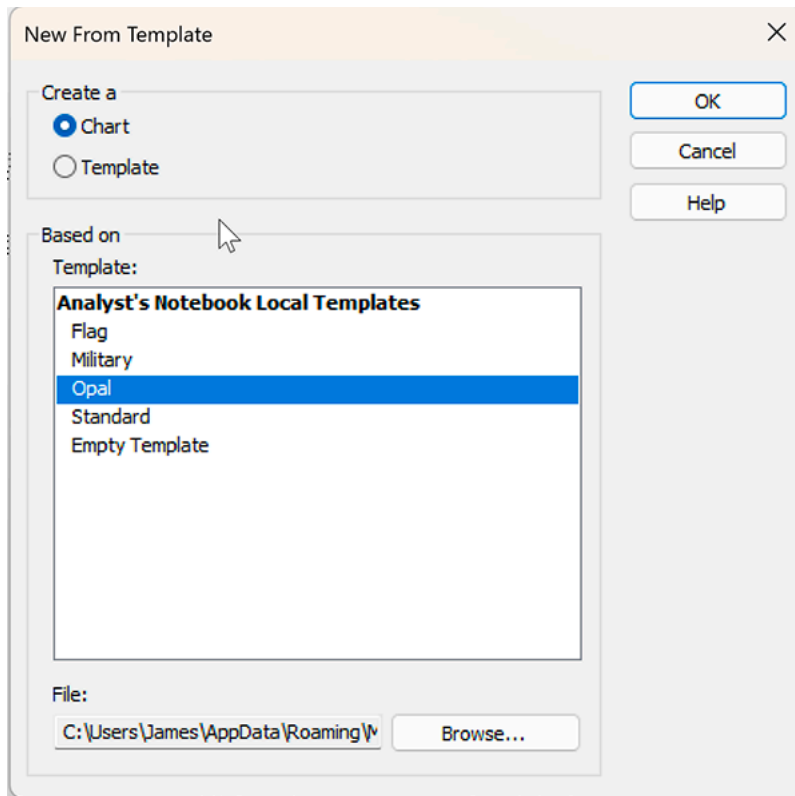 New From Template
Create a
Chart
Template
OK
Cancel
Help
Based on
Template:
Analyst's Notebook Local Templates
Flag
Military
Opal
Standard
Empty Template
File:
C:\Users\James\AppData\Roaming\
Browse...